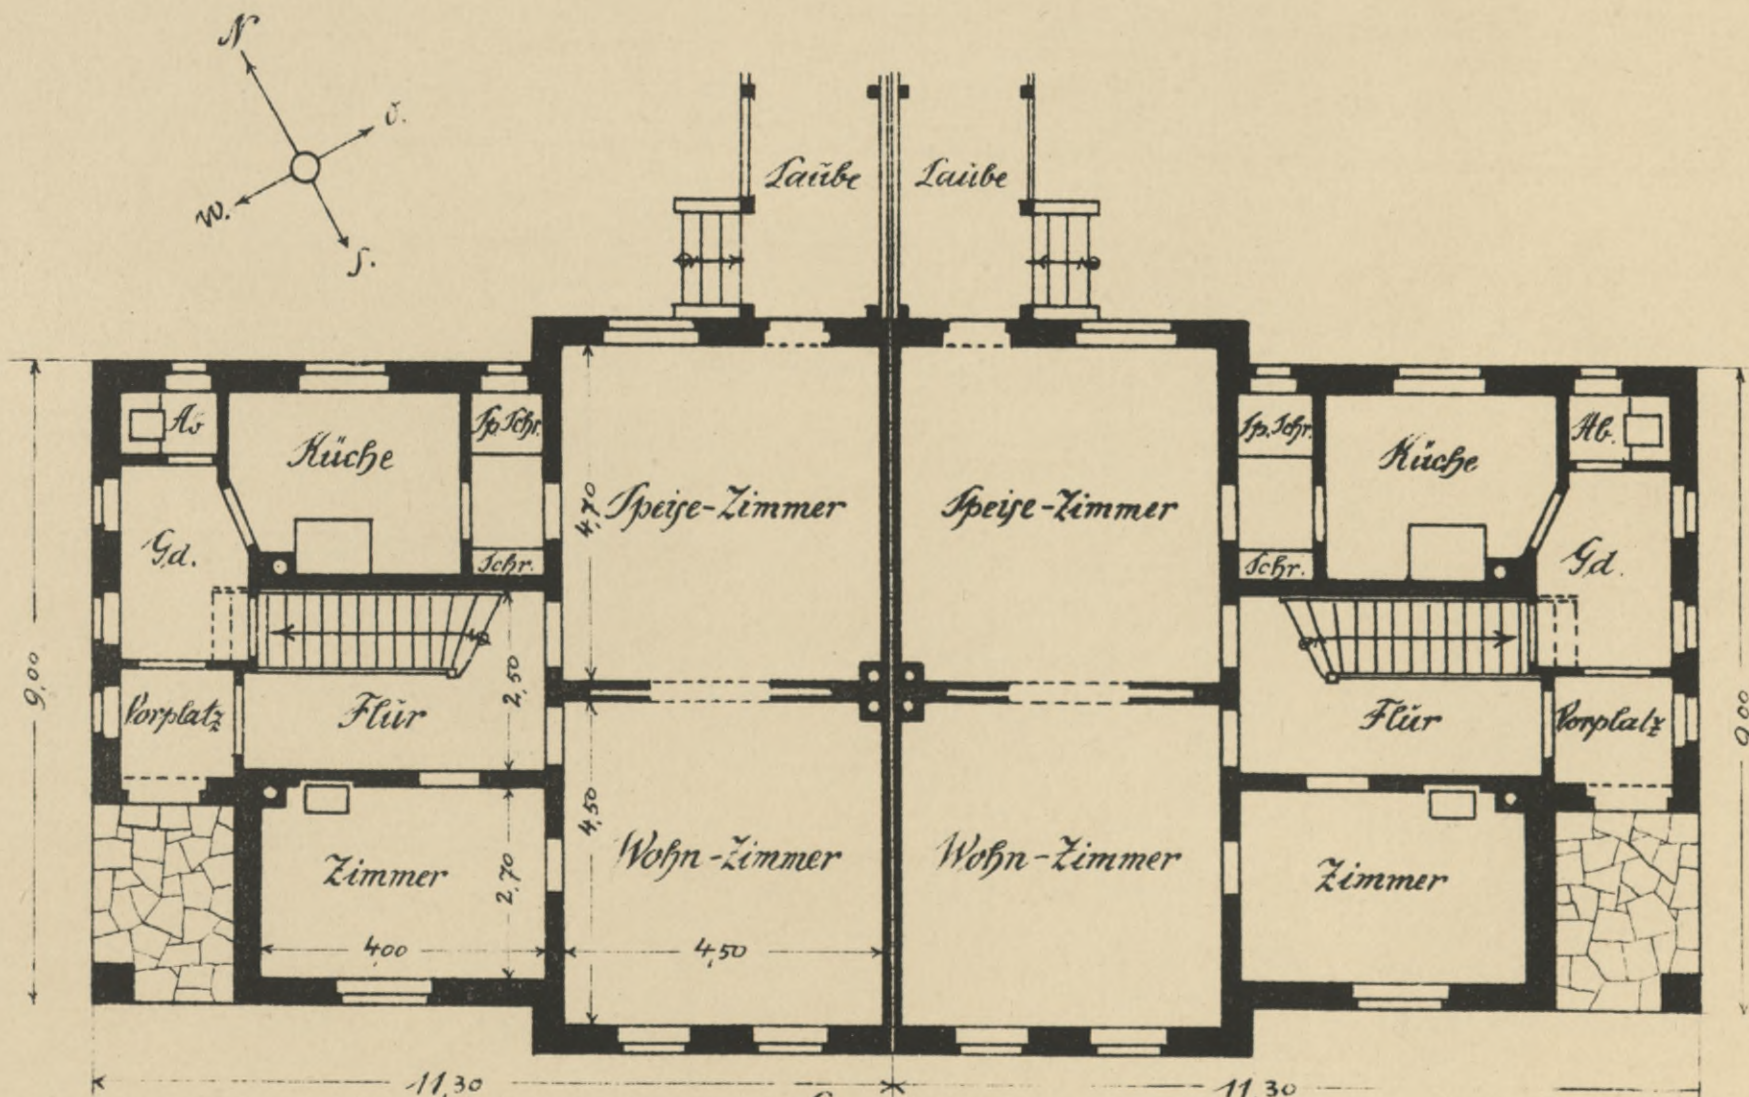 N
O.
W.
S.
Laube
Laube
Ab
Küche
Sp. Schr.
Sp. Schr.
Küche
Ab.
4,70
Speise-Zimmer
Speise-Zimmer
Gd.
Schr.
Schr.
Gd.
9,00
2,50
9,00
Vorplatz
Flur
Flur
Vorplatz
4,50
Zimmer
2,70
Wohn-Zimmer
Wohn-Zimmer
Zimmer
4,00
4,50
11,30
11,30